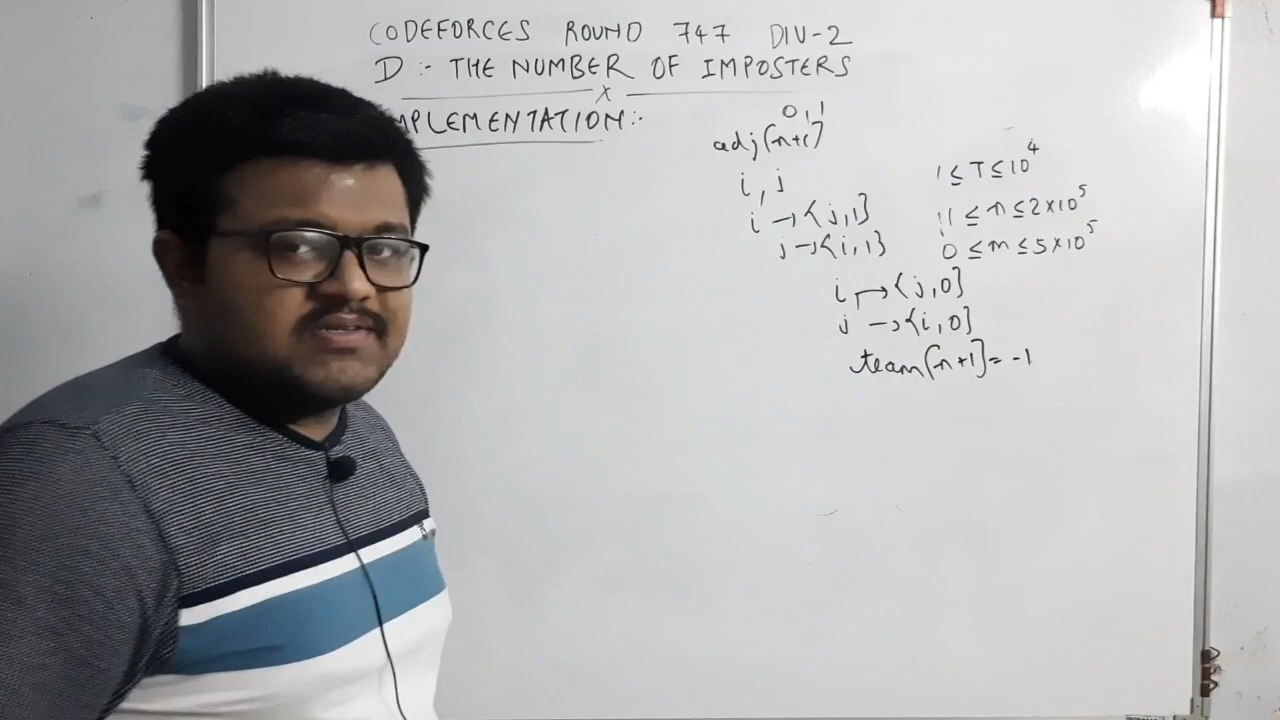 CODEFORCES ROUND 747 DIV-2
D :- THE NUMBER OF IMPOSTERS
x
MPLEMENTATION:-
0, 1
adj[n+1]
i, j
i → {j, 1}
j → {i, 1}
1 ≤ T ≤ 10^4
1 ≤ n ≤ 2×10^5
0 ≤ m ≤ 5×10^5
i → {j, 0}
j → {i, 0}
team[n+1] = -1